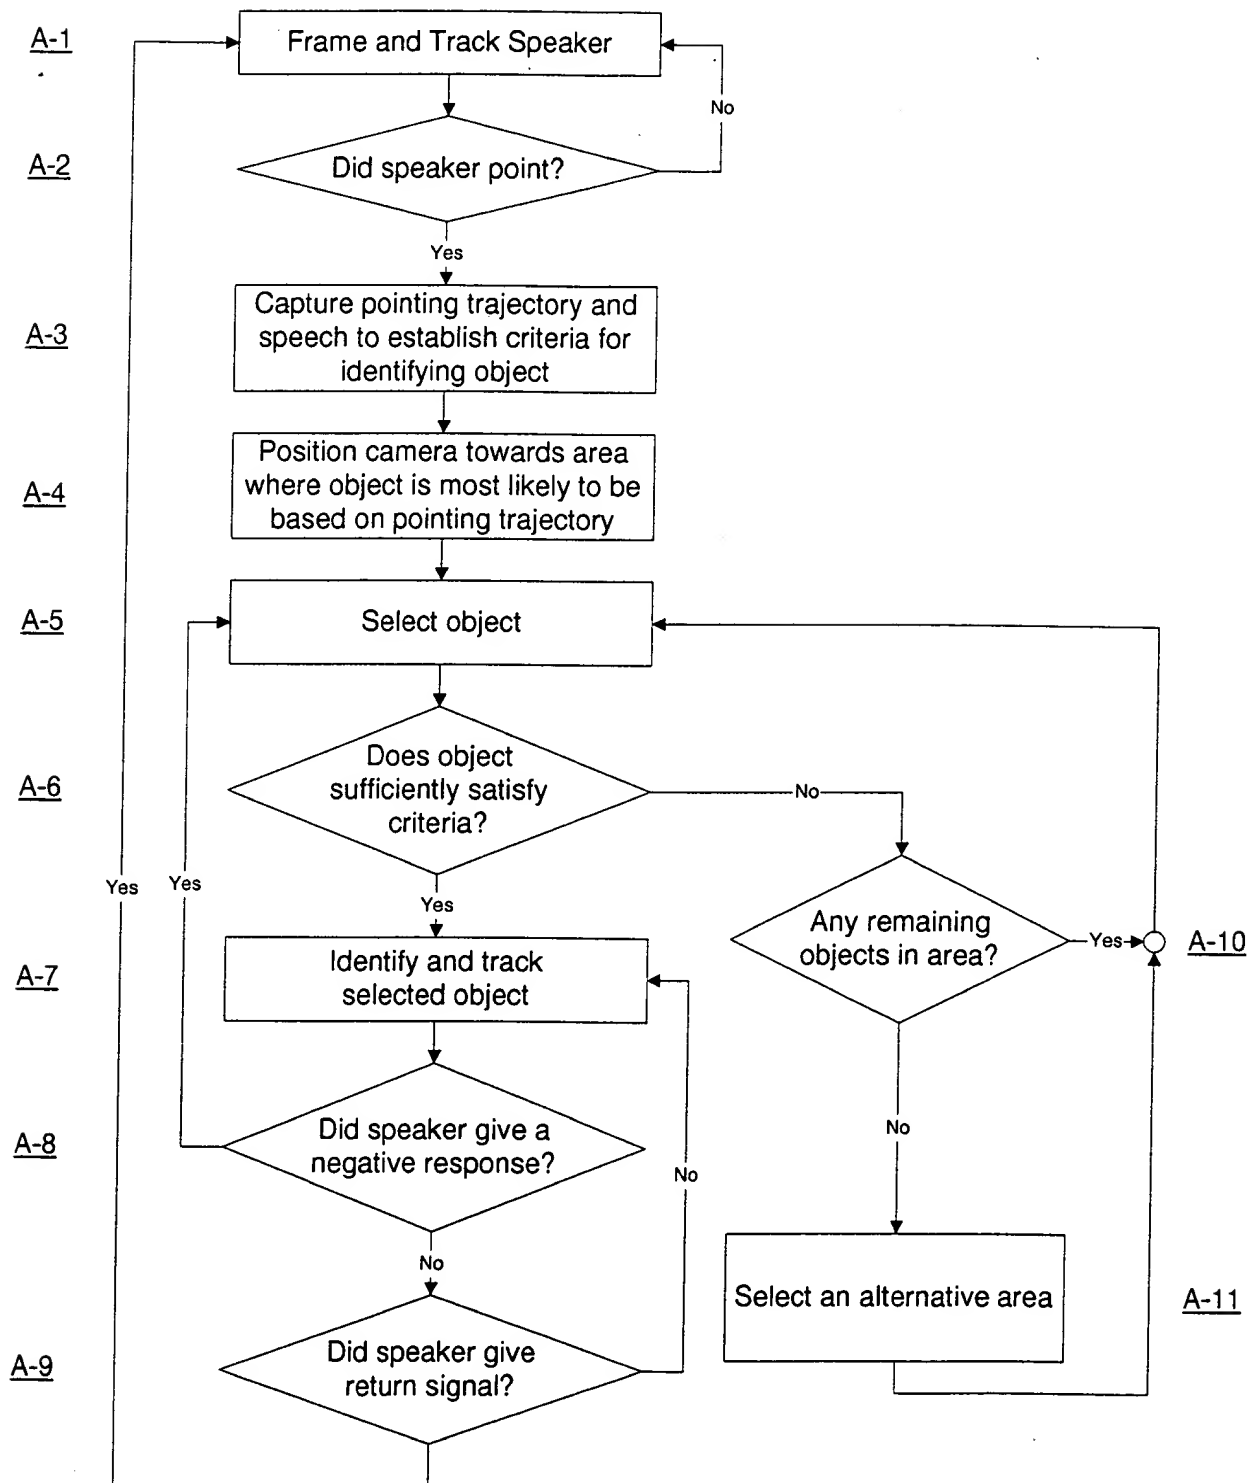 A-1
Frame and Track Speaker
No
A-2
Did speaker point?
Yes
A-3
Capture pointing trajectory and
speech to establish criteria for
identifying object
A-4
Position camera towards area
where object is most likely to be
based on pointing trajectory
A-5
Select object
A-6
Does object
sufficiently satisfy
criteria?
No
Yes
Yes
Yes
Any remaining
objects in area?
Yes
A-10
A-7
Identify and track
selected object
A-8
Did speaker give a
negative response?
No
No
No
A-9
Did speaker give
return signal?
Select an alternative area
A-11